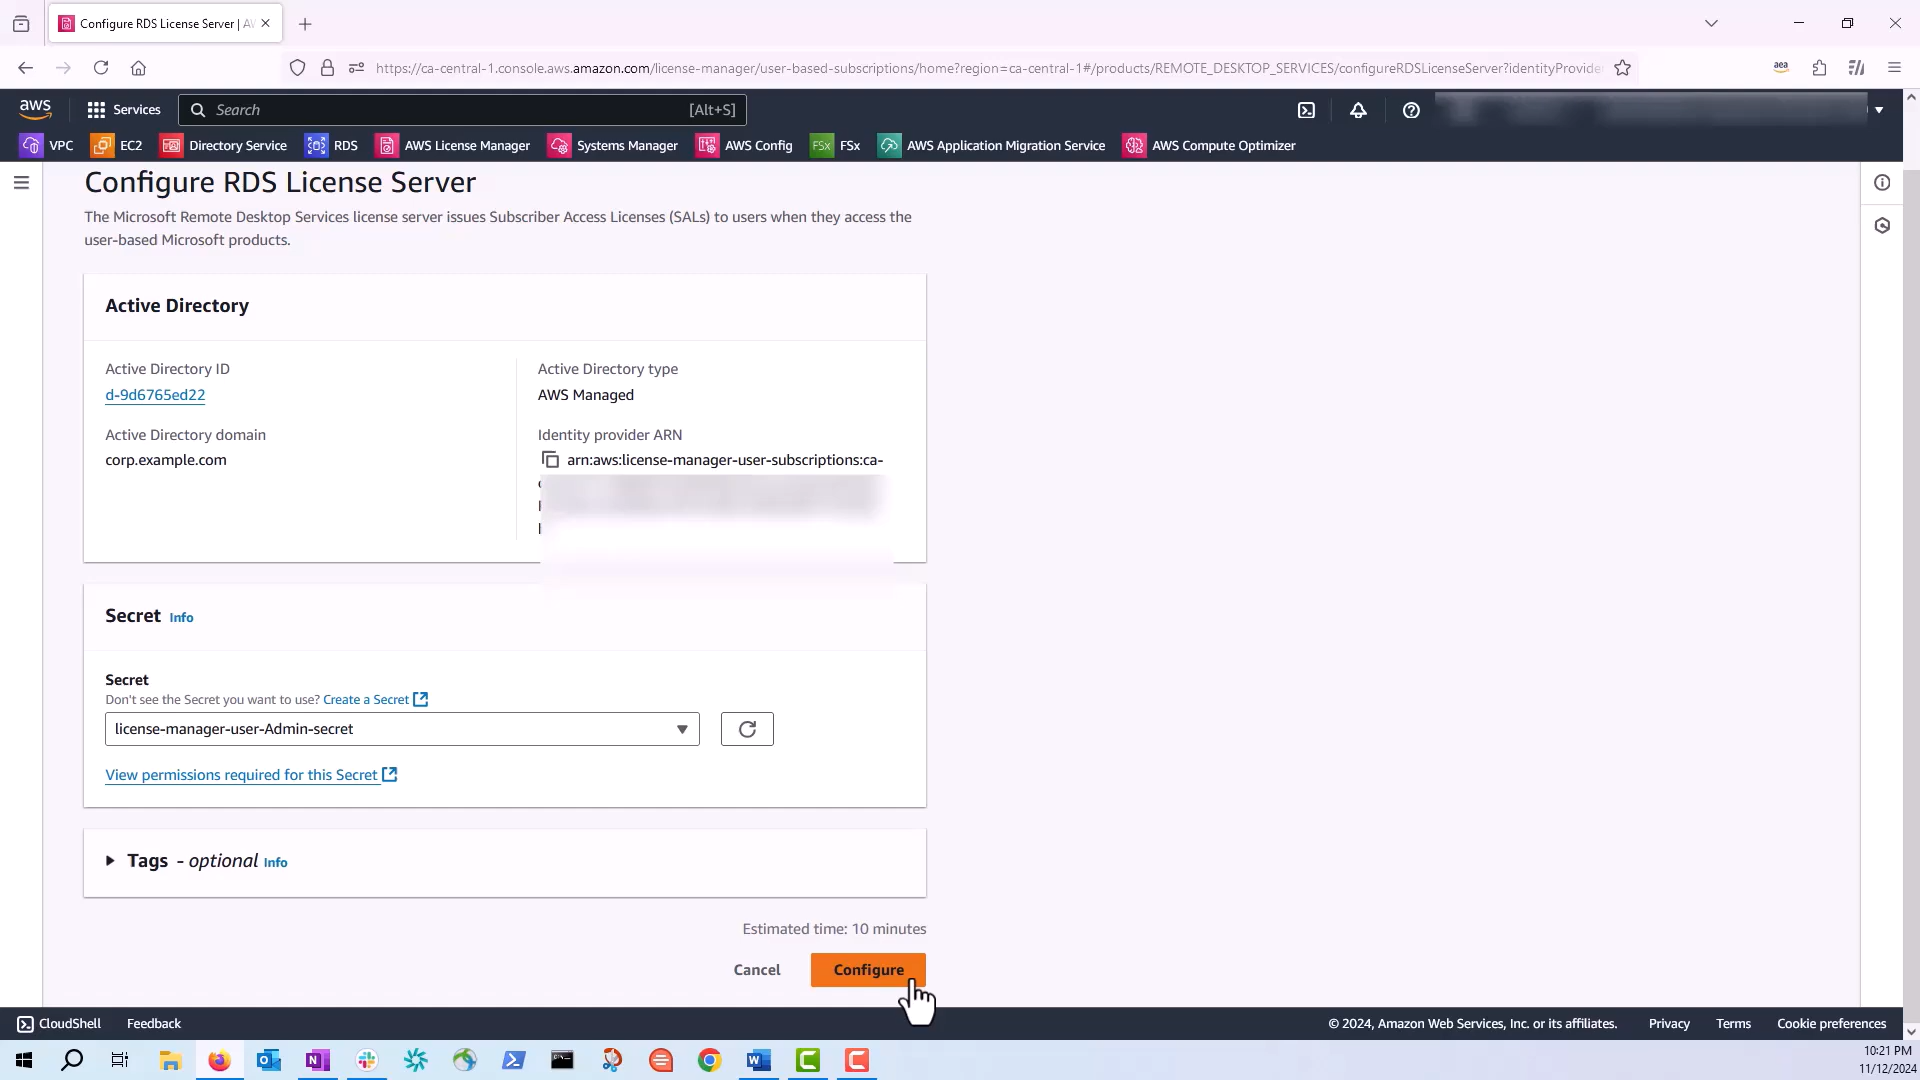 Configure RDS License Server | AW
https://ca-central-1.console.aws.amazon.com/license-manager/user-based-subscriptions/home?region=ca-central-1#/products/REMOTE_DESKTOP_SERVICES/configureRDSLicenseServer?identityProvide
aea
aws
Services
Search
[Alt+S]
VPC
EC2
Directory Service
RDS
AWS License Manager
Systems Manager
AWS Config
FSx
FSx
AWS Application Migration Service
AWS Compute Optimizer
Configure RDS License Server
The Microsoft Remote Desktop Services license server issues Subscriber Access Licenses (SALs) to users when they access the
user-based Microsoft products.
Active Directory
Active Directory ID
d-9d6765ed22
Active Directory domain
corp.example.com
Active Directory type
AWS Managed
Identity provider ARN
arn:aws:license-manager-user-subscriptions:ca-
Secret Info
Secret
Don't see the Secret you want to use? Create a Secret
license-manager-user-Admin-secret
View permissions required for this Secret
Tags - optional Info
Estimated time: 10 minutes
Cancel
Configure
CloudShell
Feedback
© 2024, Amazon Web Services, Inc. or its affiliates.
Privacy
Terms
Cookie preferences
10:21 PM
11/12/2024